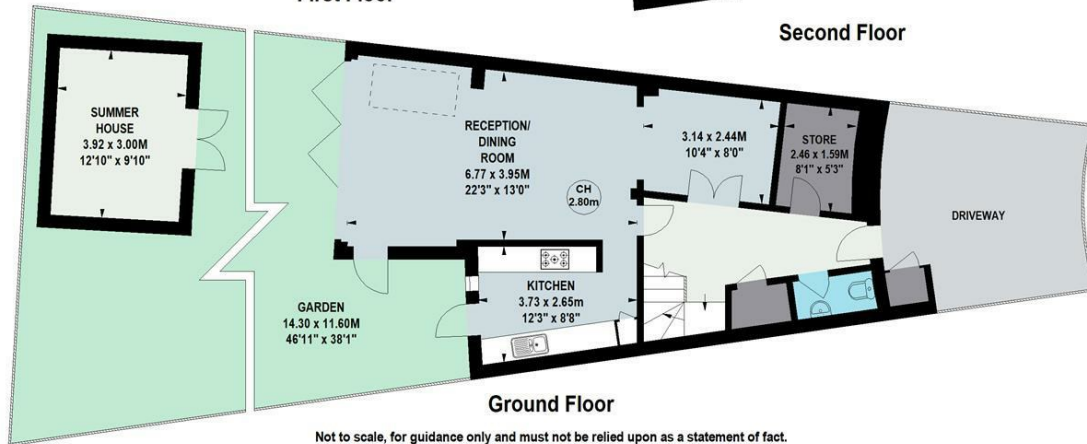 First Floor
Second Floor
SUMMER
HOUSE
3.92 x 3.00M
12'10" x 9'10"
RECEPTION/
DINING
ROOM
6.77 x 3.95M
22'3" x 13'0"
CH
2.80m
3.14 x 2.44M
10'4" x 8'0"
STORE
2.46 x 1.59M
8'1" x 5'3"
DRIVEWAY
KITCHEN
3.73 x 2.65m
12'3" x 8'8"
GARDEN
14.30 x 11.60M
46'11" x 38'1"
Ground Floor
Not to scale, for guidance only and must not be relied upon as a statement of fact.